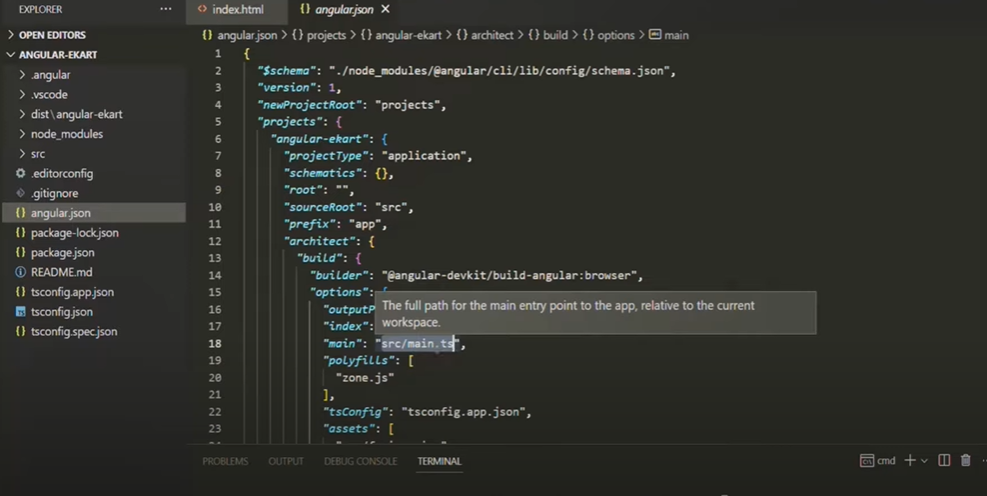 EXPLORER
...
index.html
angular.json
OPEN EDITORS
ANGULAR-EKART
.angular
.vscode
dist\angular-ekart
node_modules
src
.editorconfig
.gitignore
angular.json
package-lock.json
package.json
README.md
tsconfig.app.json
tsconfig.json
tsconfig.spec.json
angular.json > {} projects > {} angular-ekart > {} architect > {} build > {} options > main
1 {
2 "$schema": "./node_modules/@angular/cli/lib/config/schema.json",
3 "version": 1,
4 "newProjectRoot": "projects",
5 "projects": {
6 "angular-ekart": {
7 "projectType": "application",
8 "schematics": {},
9 "root": "",
10 "sourceRoot": "src",
11 "prefix": "app",
12 "architect": {
13 "build": {
14 "builder": "@angular-devkit/build-angular:browser",
15 "options": {
The full path for the main entry point to the app, relative to the current
workspace.
16 "outputP
17 "index":
18 "main": "src/main.ts",
19 "polyfills": [
20 "zone.js"
21 ],
22 "tsConfig": "tsconfig.app.json",
23 "assets": [
PROBLEMS OUTPUT DEBUG CONSOLE TERMINAL
cmd